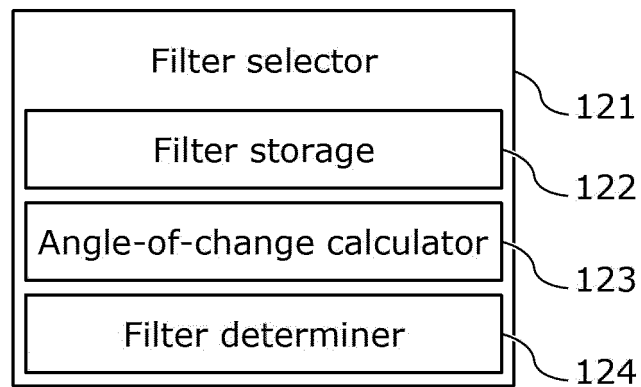 Filter selector
121
Filter storage
122
Angle-of-change calculator
123
Filter determiner
124